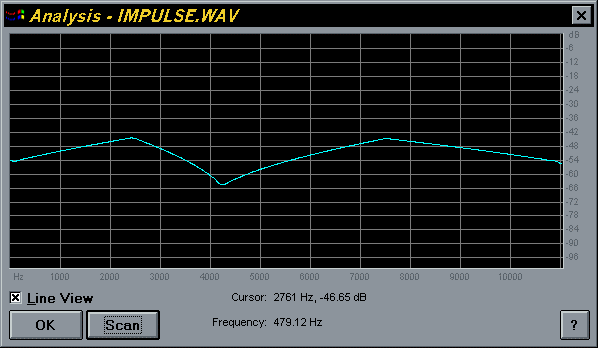 Analysis - IMPULSE.WAV
dB
-6
-12
-18
-24
-30
-36
-42
-48
-54
-60
-66
-72
-78
-84
-90
-96
Hz 1000 2000 3000 4000 5000 6000 7000 8000 9000 10000
Line View
Cursor: 2761 Hz, -46.65 dB
OK Scan Frequency: 479.12 Hz ?